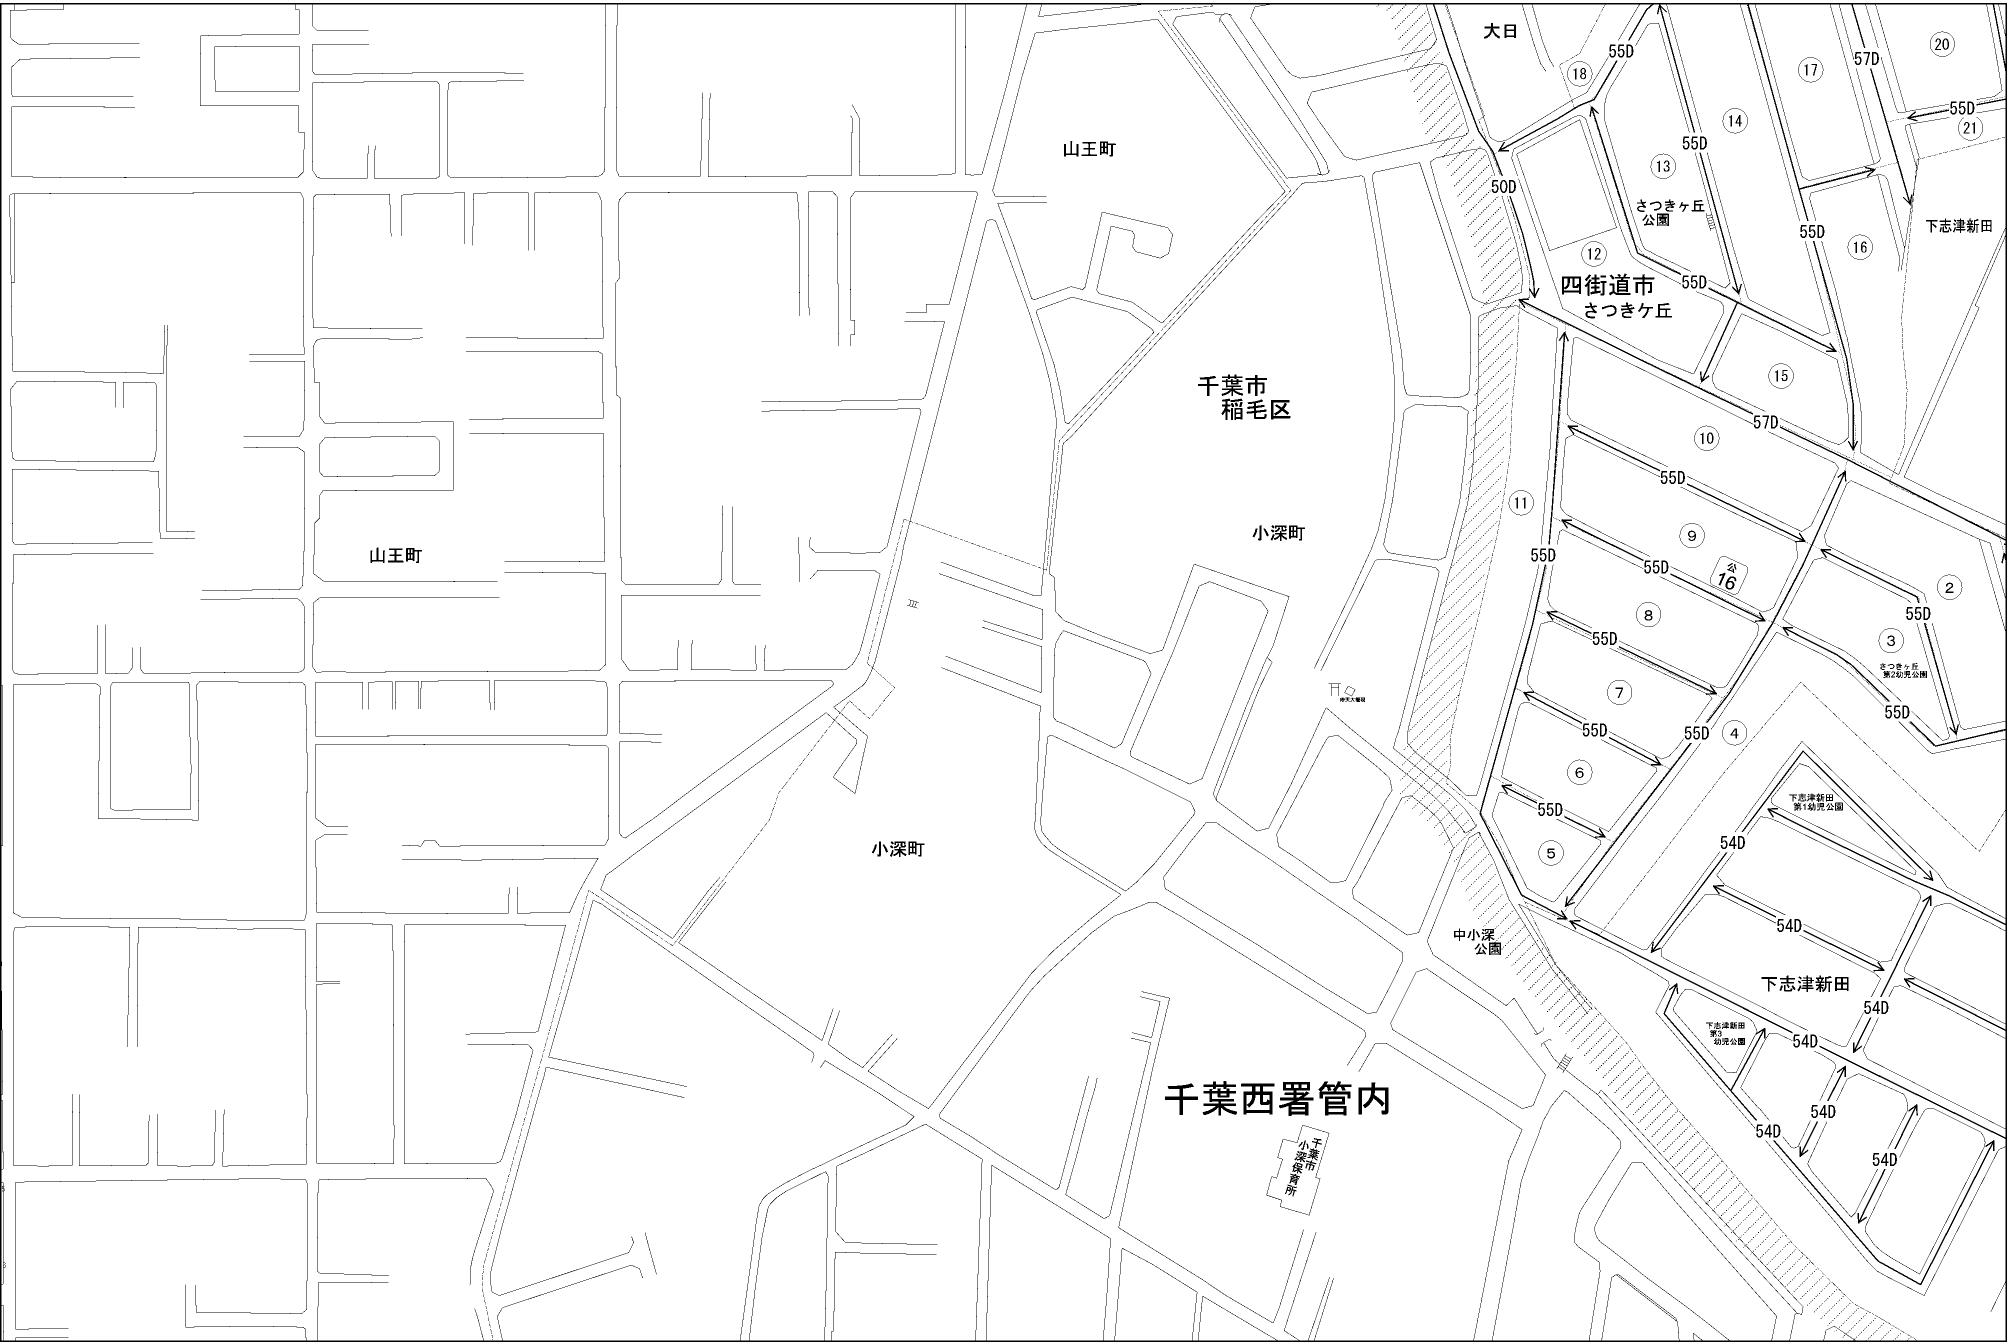 大日
55D
18
57D
20
17
55D
21
14
55D
山王町
13
50D
さつきヶ丘
公園
下志津新田
55D
16
12
55D
四街道市
さつきケ丘
千葉市
稲毛区
15
57D
10
55D
11
小深町
9
山王町
55D
55D
公
16
2
8
55D
55D
3
さつきヶ丘
第2幼児公園
7
55D
55D
55D
4
6
下志津新田
第1幼児公園
55D
54D
小深町
5
54D
中小深
公園
下志津新田
54D
下志津新田
第3
幼児公園
54D
千葉西署管内
54D
54D
54D
千葉市
小深保育所